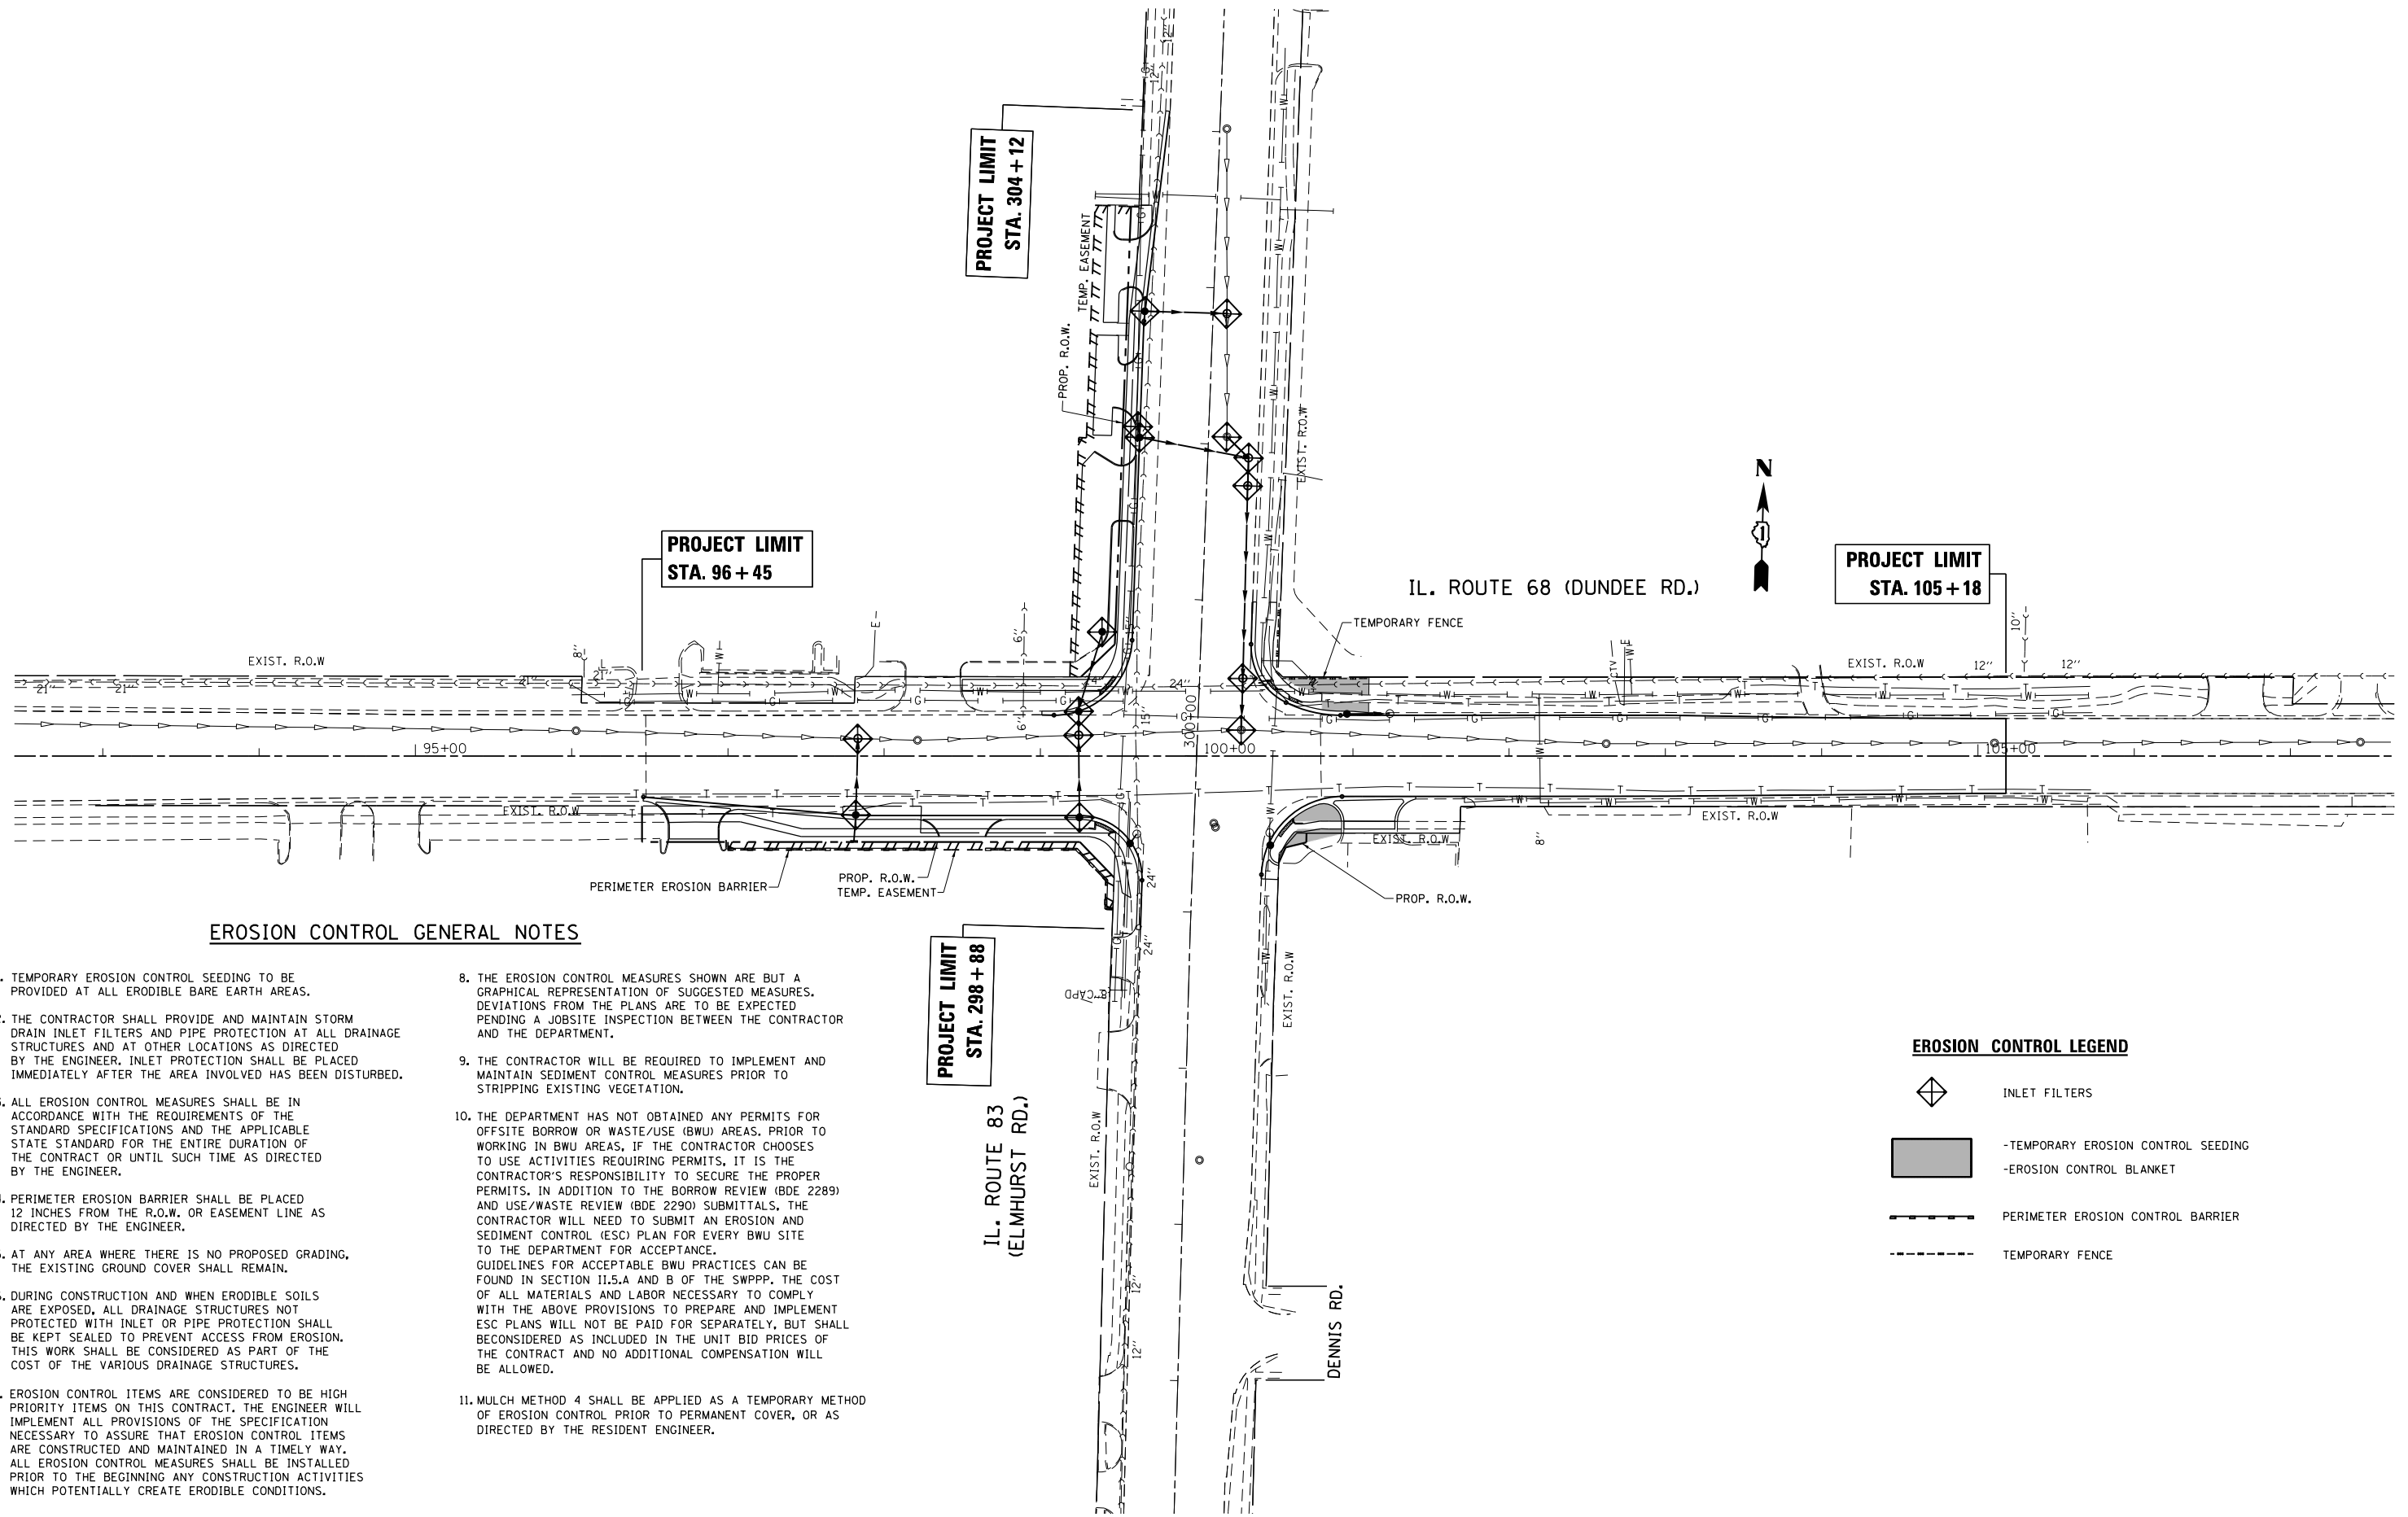 PROJECT LIMIT
STA. 304+12
TEMP. EASEMENT
PROP. R.O.W.
EXIST. R.O.W
N
1
PROJECT LIMIT
STA. 96+45
IL. ROUTE 68 (DUNDEE RD.)
PROJECT LIMIT
STA. 105+18
TEMPORARY FENCE
EXIST. R.O.W
EXIST. R.O.W
8"
21"
21"
21"
21"
6"
6"
24"
15"
15"
12"
12"
10"
12"
12"
95+00
300+00
100+00
105+00
EXIST. R.O.W
EXIST. R.O.W
EXIST. R.O.W
8"
PERIMETER EROSION BARRIER
PROP. R.O.W.
TEMP. EASEMENT
24"
24"
PROP. R.O.W.
PROJECT LIMIT
STA. 298+88
8" CAPD
EXIST. R.O.W
EXIST. R.O.W
IL. ROUTE 83
(ELMHURST RD.)
12"
12"
DENNIS RD.
EROSION CONTROL GENERAL NOTES
. TEMPORARY EROSION CONTROL SEEDING TO BE
PROVIDED AT ALL ERODIBLE BARE EARTH AREAS.
. THE CONTRACTOR SHALL PROVIDE AND MAINTAIN STORM
DRAIN INLET FILTERS AND PIPE PROTECTION AT ALL DRAINAGE
STRUCTURES AND AT OTHER LOCATIONS AS DIRECTED
BY THE ENGINEER. INLET PROTECTION SHALL BE PLACED
IMMEDIATELY AFTER THE AREA INVOLVED HAS BEEN DISTURBED.
. ALL EROSION CONTROL MEASURES SHALL BE IN
ACCORDANCE WITH THE REQUIREMENTS OF THE
STANDARD SPECIFICATIONS AND THE APPLICABLE
STATE STANDARD FOR THE ENTIRE DURATION OF
THE CONTRACT OR UNTIL SUCH TIME AS DIRECTED
BY THE ENGINEER.
. PERIMETER EROSION BARRIER SHALL BE PLACED
12 INCHES FROM THE R.O.W. OR EASEMENT LINE AS
DIRECTED BY THE ENGINEER.
. AT ANY AREA WHERE THERE IS NO PROPOSED GRADING,
THE EXISTING GROUND COVER SHALL REMAIN.
. DURING CONSTRUCTION AND WHEN ERODIBLE SOILS
ARE EXPOSED, ALL DRAINAGE STRUCTURES NOT
PROTECTED WITH INLET OR PIPE PROTECTION SHALL
BE KEPT SEALED TO PREVENT ACCESS FROM EROSION.
THIS WORK SHALL BE CONSIDERED AS PART OF THE
COST OF THE VARIOUS DRAINAGE STRUCTURES.
. EROSION CONTROL ITEMS ARE CONSIDERED TO BE HIGH
PRIORITY ITEMS ON THIS CONTRACT. THE ENGINEER WILL
IMPLEMENT ALL PROVISIONS OF THE SPECIFICATION
NECESSARY TO ASSURE THAT EROSION CONTROL ITEMS
ARE CONSTRUCTED AND MAINTAINED IN A TIMELY WAY.
ALL EROSION CONTROL MEASURES SHALL BE INSTALLED
PRIOR TO THE BEGINNING ANY CONSTRUCTION ACTIVITIES
WHICH POTENTIALLY CREATE ERODIBLE CONDITIONS.
8. THE EROSION CONTROL MEASURES SHOWN ARE BUT A
GRAPHICAL REPRESENTATION OF SUGGESTED MEASURES.
DEVIATIONS FROM THE PLANS ARE TO BE EXPECTED
PENDING A JOBSITE INSPECTION BETWEEN THE CONTRACTOR
AND THE DEPARTMENT.
9. THE CONTRACTOR WILL BE REQUIRED TO IMPLEMENT AND
MAINTAIN SEDIMENT CONTROL MEASURES PRIOR TO
STRIPPING EXISTING VEGETATION.
10. THE DEPARTMENT HAS NOT OBTAINED ANY PERMITS FOR
OFFSITE BORROW OR WASTE/USE (BWU) AREAS. PRIOR TO
WORKING IN BWU AREAS, IF THE CONTRACTOR CHOOSES
TO USE ACTIVITIES REQUIRING PERMITS, IT IS THE
CONTRACTOR'S RESPONSIBILITY TO SECURE THE PROPER
PERMITS. IN ADDITION TO THE BORROW REVIEW (BDE 2289)
AND USE/WASTE REVIEW (BDE 2290) SUBMITTALS, THE
CONTRACTOR WILL NEED TO SUBMIT AN EROSION AND
SEDIMENT CONTROL (ESC) PLAN FOR EVERY BWU SITE
TO THE DEPARTMENT FOR ACCEPTANCE.
GUIDELINES FOR ACCEPTABLE BWU PRACTICES CAN BE
FOUND IN SECTION II.5.A AND B OF THE SWPPP. THE COST
OF ALL MATERIALS AND LABOR NECESSARY TO COMPLY
WITH THE ABOVE PROVISIONS TO PREPARE AND IMPLEMENT
ESC PLANS WILL NOT BE PAID FOR SEPARATELY, BUT SHALL
BECONSIDERED AS INCLUDED IN THE UNIT BID PRICES OF
THE CONTRACT AND NO ADDITIONAL COMPENSATION WILL
BE ALLOWED.
11. MULCH METHOD 4 SHALL BE APPLIED AS A TEMPORARY METHOD
OF EROSION CONTROL PRIOR TO PERMANENT COVER, OR AS
DIRECTED BY THE RESIDENT ENGINEER.
EROSION CONTROL LEGEND
INLET FILTERS
-TEMPORARY EROSION CONTROL SEEDING
-EROSION CONTROL BLANKET
PERIMETER EROSION CONTROL BARRIER
TEMPORARY FENCE